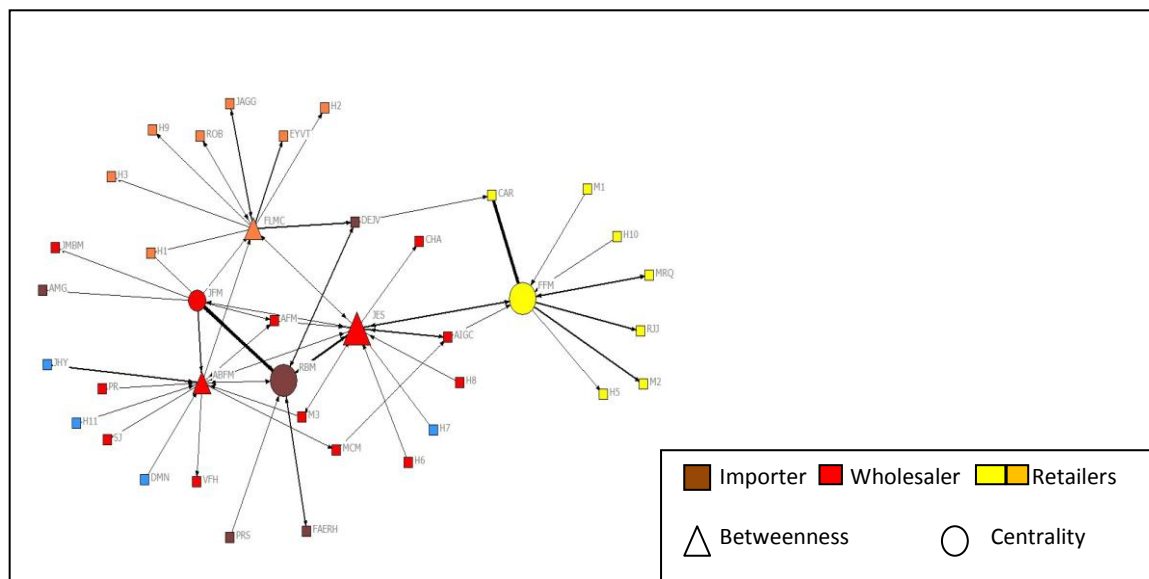 JAGG
H2
H9
ROB
EYVT
H3
CAR
M1
FLMC
DEJV
H10
CHA
JMBM
H1
MRQ
AMG
JFM
FFM
AFM
JES
RJJ
AIGC
JHY
RBM
ABFM
PR
H8
M2
H5
M3
H11
H7
SJ
MCM
H6
DMN
VFH
PRS
FAERH
Importer Wholesaler Retailers
Betweenness Centrality